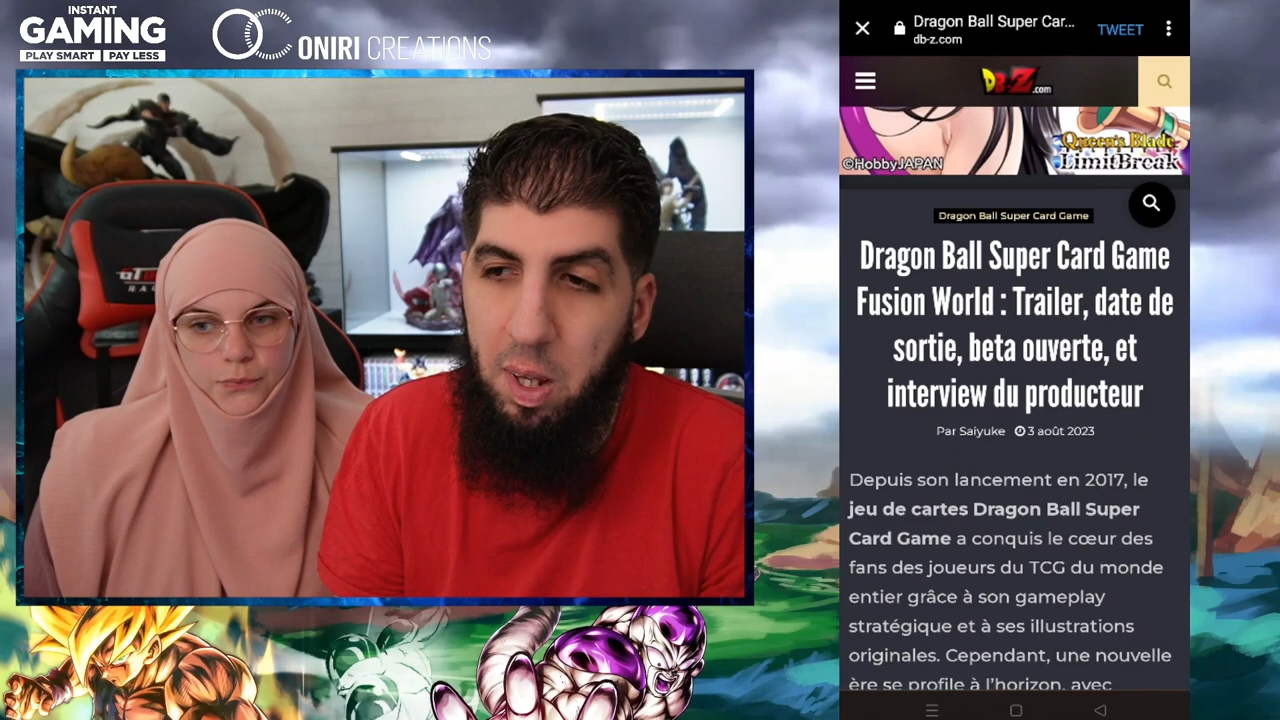 INSTANT
GAMING
PLAY SMART PAY LESS
OC ONIRI CREATIONS
Dragon Ball Super Car...
db-z.com
TWEET
DB-Z.com
©HobbyJAPAN
Queen's Blade
LimitBreak
Dragon Ball Super Card Game
Dragon Ball Super Card Game
Fusion World : Trailer, date de
sortie, beta ouverte, et
interview du producteur
Par Saiyuke 3 août 2023
Depuis son lancement en 2017, le
jeu de cartes Dragon Ball Super
Card Game a conquis le cœur des
fans des joueurs du TCG du monde
entier grâce à son gameplay
stratégique et à ses illustrations
originales. Cependant, une nouvelle
ère se profile à l'horizon, avec